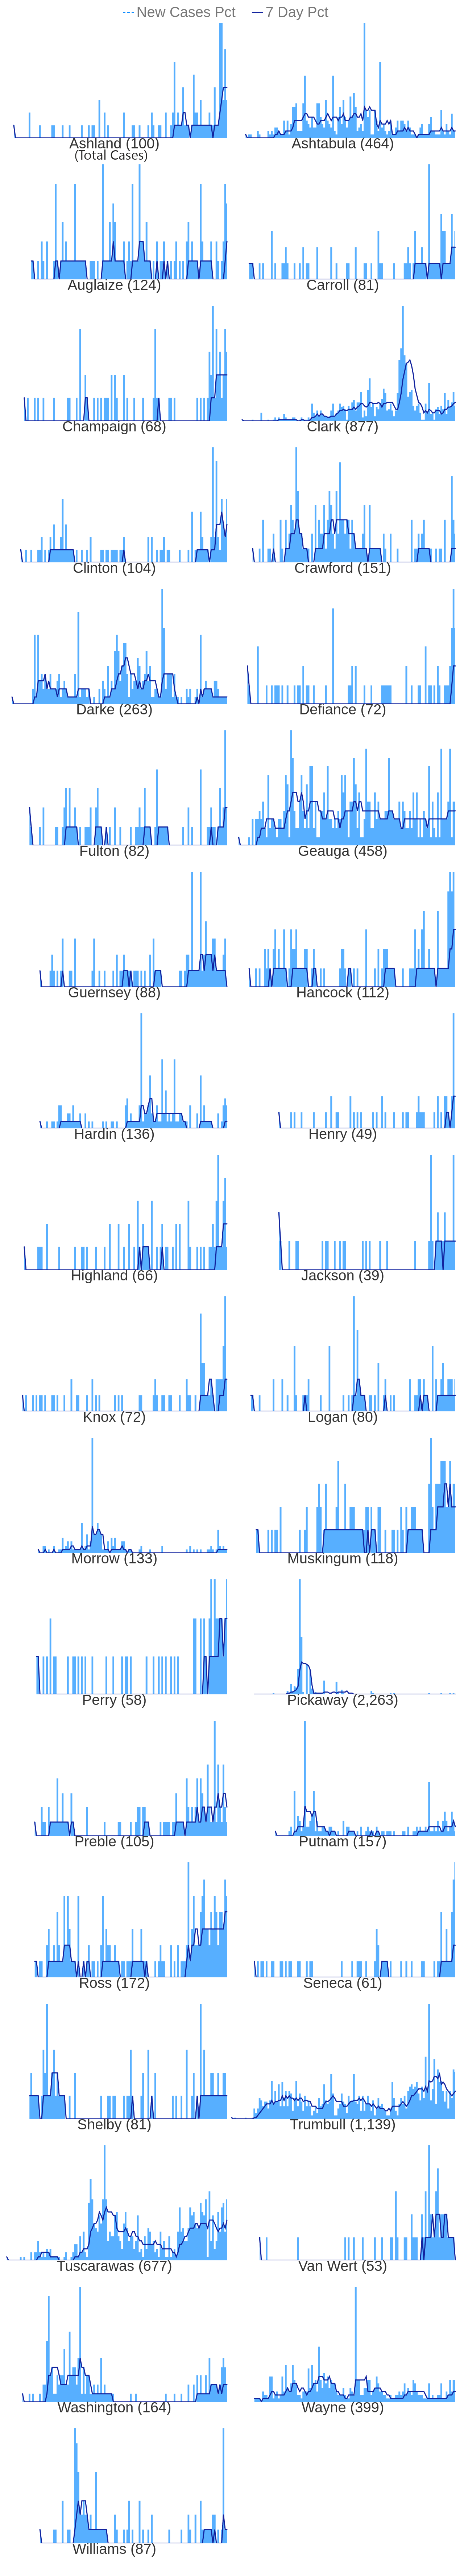 New Cases Pct 7 Day Pct
Ashland (100) Ashtabula (464)
(Total Cases)
Auglaize (124) Carroll (81)
Champaign (68) Clark (877)
Clinton (104) Crawford (151)
Darke (263) Defiance (72)
Fulton (82) Geauga (458)
Guernsey (88) Hancock (112)
Hardin (136) Henry (49)
Highland (66) Jackson (39)
Knox (72) Logan (80)
Morrow (133) Muskingum (118)
Perry (58) Pickaway (2,263)
Preble (105) Putnam (157)
Ross (172) Seneca (61)
Shelby (81) Trumbull (1,139)
Tuscarawas (677) Van Wert (53)
Washington (164) Wayne (399)
Williams (87)